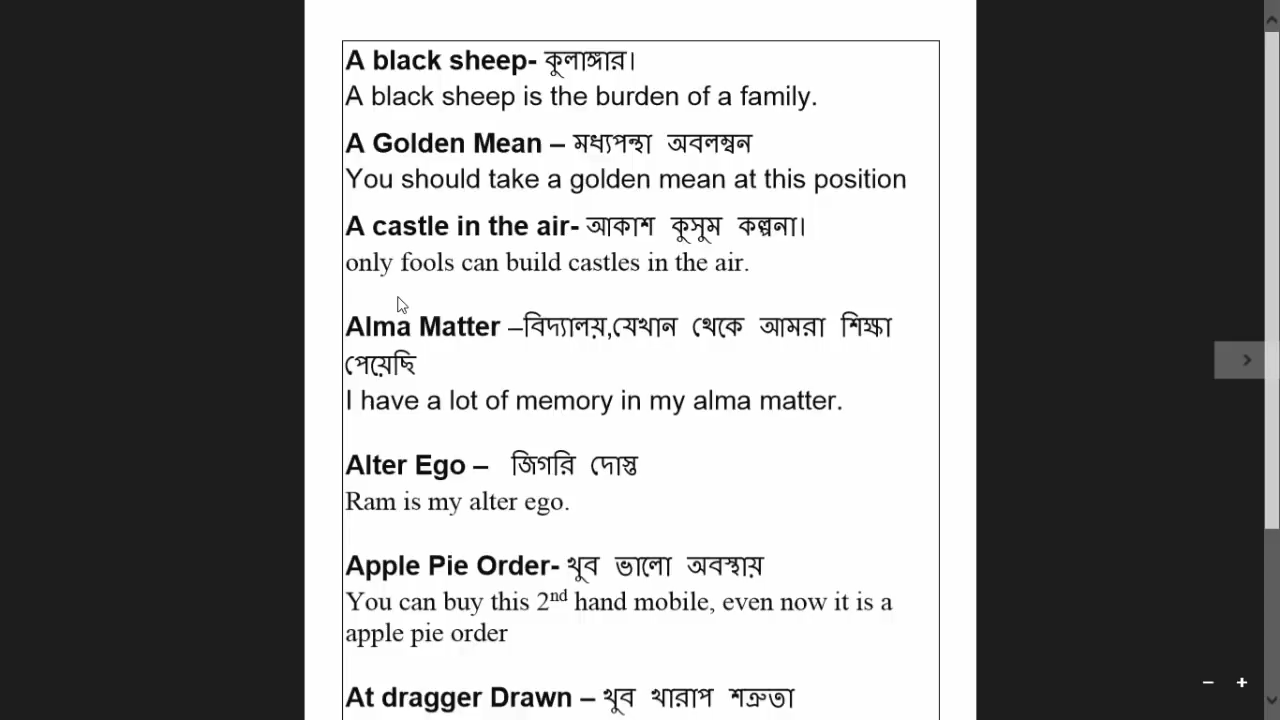 A black sheep- কুলাঙ্গার।
A black sheep is the burden of a family.
A Golden Mean – মধ্যপন্থা অবলম্বন
You should take a golden mean at this position
A castle in the air- আকাশ কুসুম কল্পনা।
only fools can build castles in the air.
Alma Matter –বিদ্যালয়,যেখান থেকে আমরা শিক্ষা
পেয়েছি
I have a lot of memory in my alma matter.
Alter Ego – জিগরি দোস্ত
Ram is my alter ego.
Apple Pie Order- খুব ভালো অবস্থায়
You can buy this 2nd hand mobile, even now it is a
apple pie order
At dragger Drawn – খুব খারাপ শত্রুতা